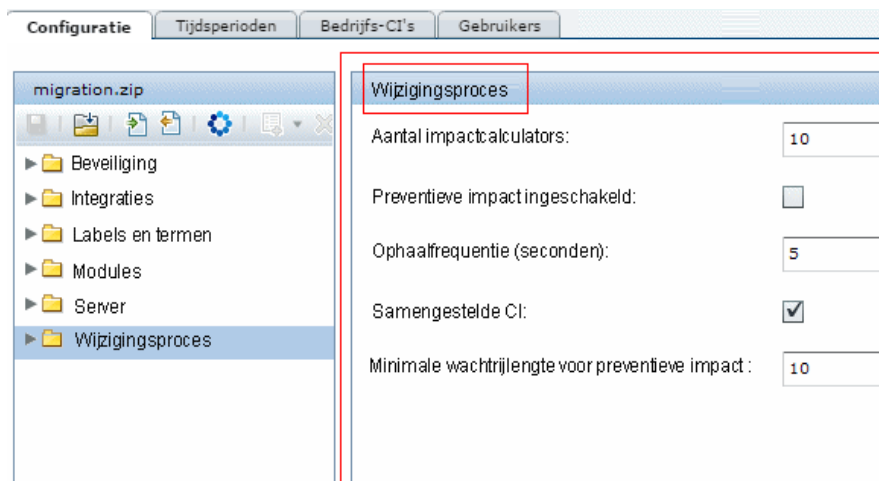 Configuratie Tijdsperioden Bedrijfs-CI's Gebruikers
migration.zip
Beveiliging
Integraties
Labels en termen
Modules
Server
Wijzigingsproces
Wijzigingsproces
Aantal impactcalculators: 10
Preventieve impact ingeschakeld:
Ophaalfrequentie (seconden): 5
Samengestelde CI:
Minimale wachtrijlengte voor preventieve impact : 10